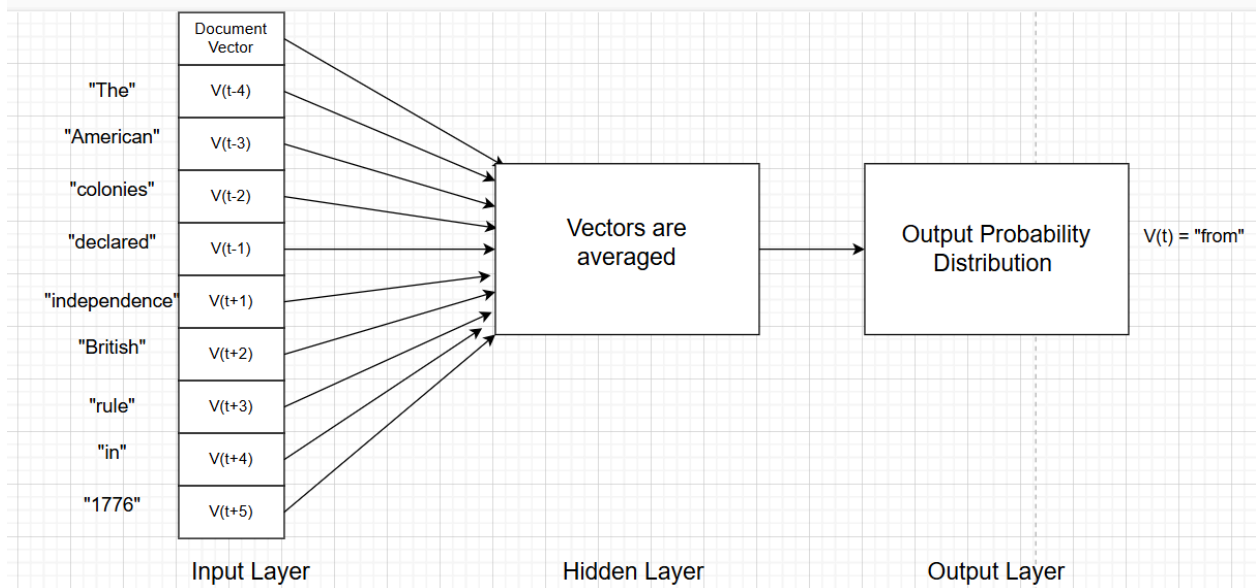 Document
Vector
"The"
V(t-4)
"American"
V(t-3)
"colonies"
V(t-2)
"declared"
V(t-1)
"independence"
V(t+1)
"British"
V(t+2)
"rule"
V(t+3)
"in"
V(t+4)
"1776"
V(t+5)
Input Layer
Vectors are
averaged
Hidden Layer
Output Probability
Distribution
Output Layer
V(t) = "from"